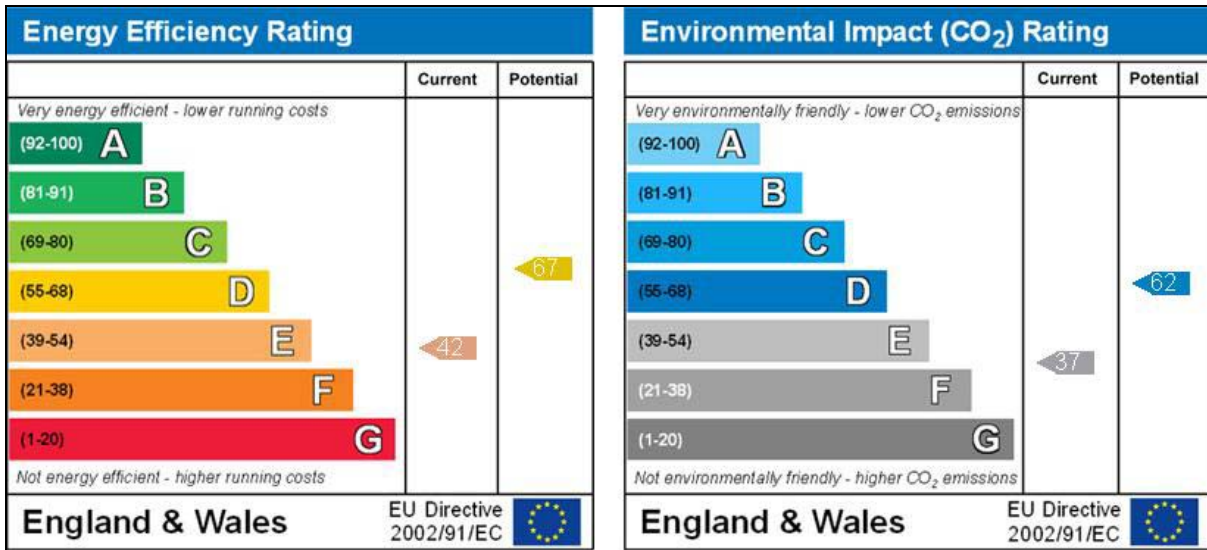 Energy Efficiency Rating
Current Potential
Very energy efficient - lower running costs
(92-100) A
(81-91) B
(69-80) C
67
(55-68) D
(39-54) E
42
(21-38) F
(1-20) G
Not energy efficient - higher running costs
England & Wales
EU Directive
2002/91/EC
Environmental Impact (CO₂) Rating
Current Potential
Very environmentally friendly - lower CO₂ emissions
(92-100) A
(81-91) B
(69-80) C
(55-68) D
62
(39-54) E
37
(21-38) F
(1-20) G
Not environmentally friendly - higher CO₂ emissions
England & Wales
EU Directive
2002/91/EC